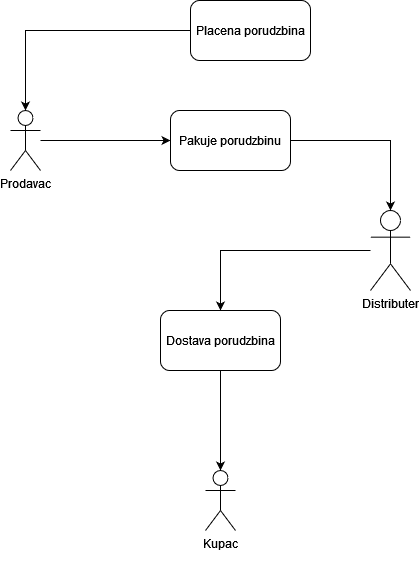 Placena porudzbina
Pakuje porudzbinu
Prodavac
Distributer
Dostava porudzbina
Kupac